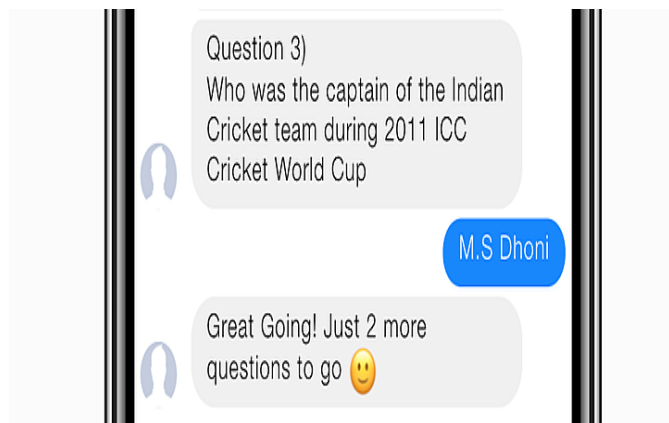 Question 3)
Who was the captain of the Indian
Cricket team during 2011 ICC
Cricket World Cup
M.S Dhoni
Great Going! Just 2 more
questions to go 🙂